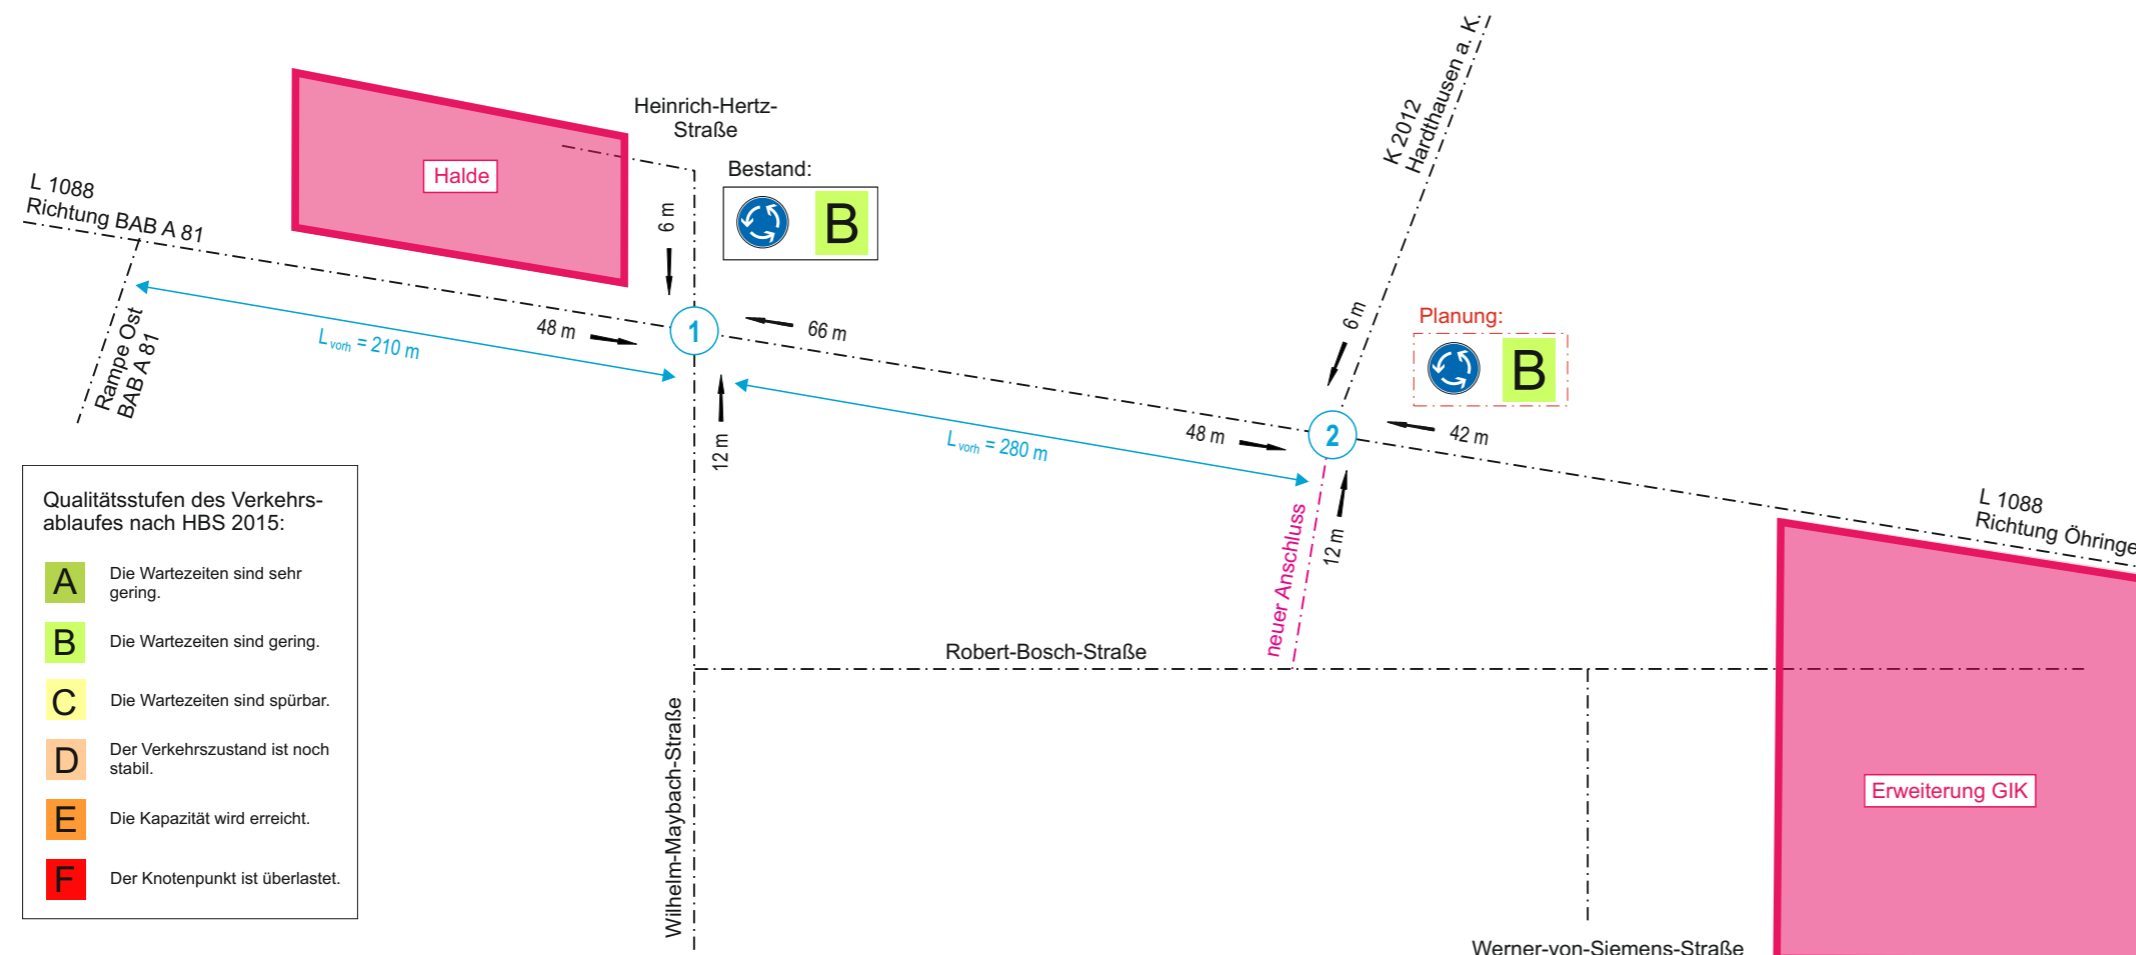 Heinrich-Hertz-
Straße
K 2012
Hardthausen a. K.
Halde
Bestand:
B
L 1088
Richtung BAB A 81
6 m
Rampe Ost
BAB A 81
Lvorh = 210 m
48 m
1
66 m
12 m
Lvorh = 280 m
6 m
Planung:
B
48 m
2
42 m
12 m
neuer Anschluss
L 1088
Richtung Öhringe
Qualitätsstufen des Verkehrs-
ablaufes nach HBS 2015:
A
Die Wartezeiten sind sehr
gering.
B
Die Wartezeiten sind gering.
C
Die Wartezeiten sind spürbar.
D
Der Verkehrszustand ist noch
stabil.
E
Die Kapazität wird erreicht.
F
Der Knotenpunkt ist überlastet.
Robert-Bosch-Straße
Wilhelm-Maybach-Straße
Erweiterung GIK
Werner-von-Siemens-Straße